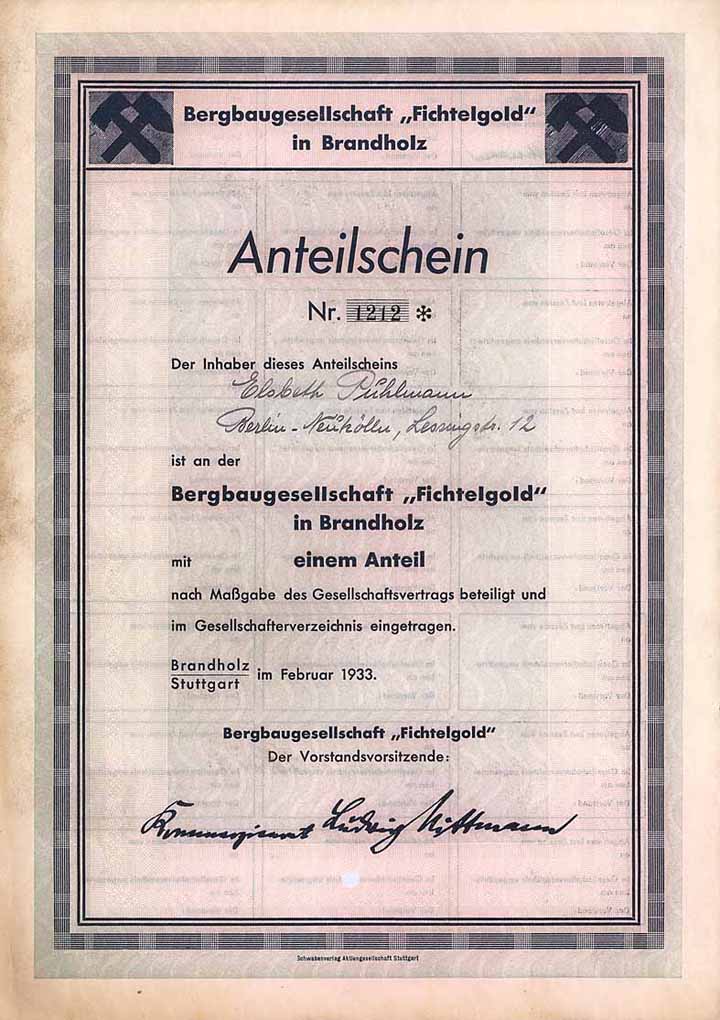 Bergbaugesellschaft „Fichtelgold“
in Brandholz
Anteilschein
Nr. 1212 *
Der Inhaber dieses Anteilscheins
Elsbeth Pühlmann
Berlin-Neukölln, Lessingstr. 12
ist an der
Bergbaugesellschaft „Fichtelgold“
in Brandholz
mit einem Anteil
nach Maßgabe des Gesellschaftsvertrags beteiligt und
im Gesellschafterverzeichnis eingetragen.
Brandholz
Stuttgart im Februar 1933.
Bergbaugesellschaft „Fichtelgold“
Der Vorstandsvorsitzende:
Kommerzienrat Ludwig Wittmann
Schwabenverlag Aktiengesellschaft Stuttgart